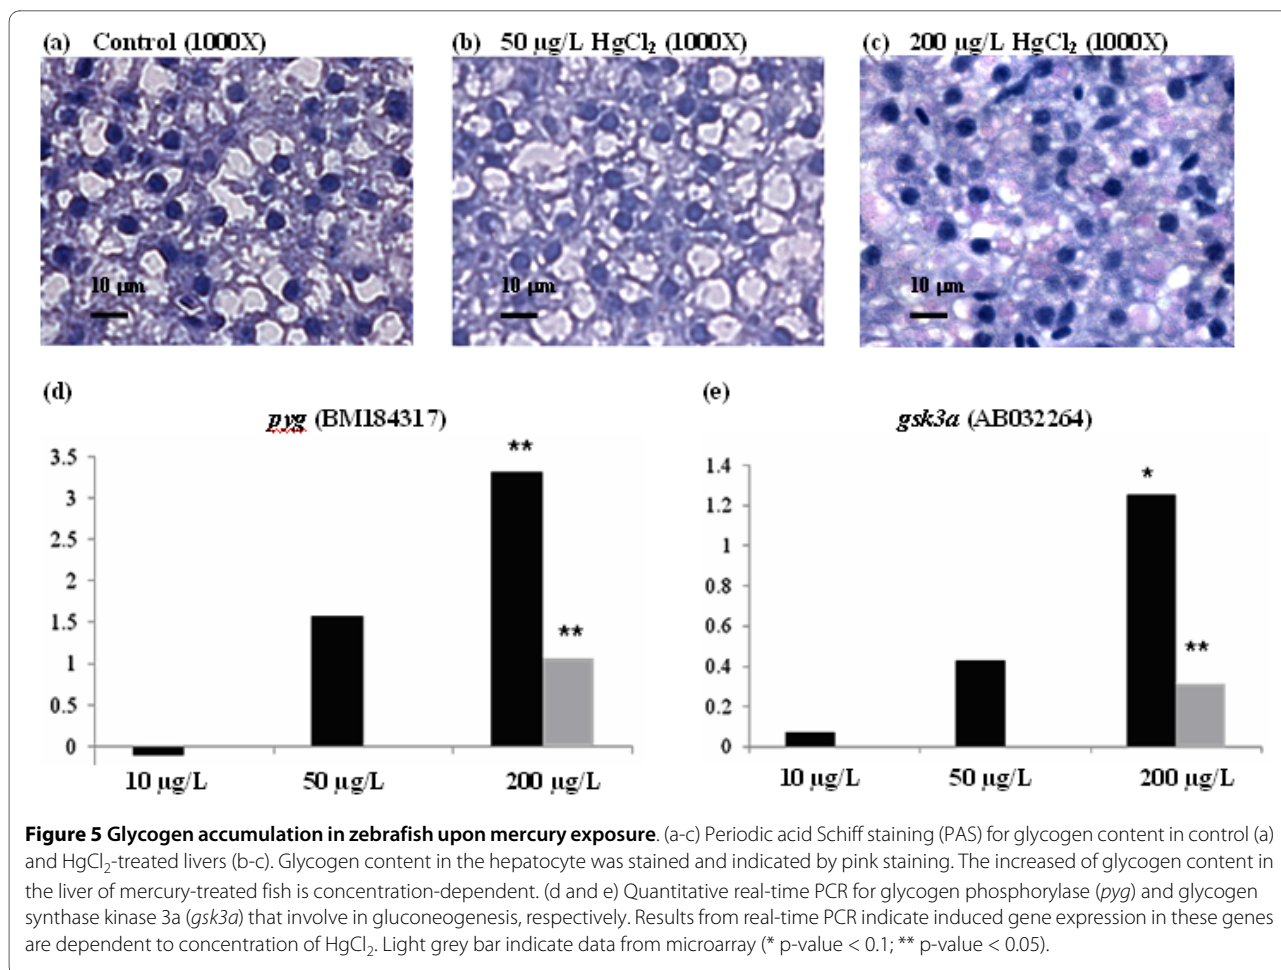 (a) Control (1000X)
(b) 50 µg/L HgCl₂ (1000X)
(c) 200 µg/L HgCl₂ (1000X)
10 µm
10 µm
10 µm
(d)
pyg (BM184317)
3.5
3
2.5
2
1.5
1
0.5
0
**
**
10 µg/L
50 µg/L
200 µg/L
(e)
gsk3a (AB032264)
1.4
1.2
1
0.8
0.6
0.4
0.2
0
*
**
10 µg/L
50 µg/L
200 µg/L
Figure 5 Glycogen accumulation in zebrafish upon mercury exposure. (a-c) Periodic acid Schiff staining (PAS) for glycogen content in control (a)
and HgCl₂-treated livers (b-c). Glycogen content in the hepatocyte was stained and indicated by pink staining. The increased of glycogen content in
the liver of mercury-treated fish is concentration-dependent. (d and e) Quantitative real-time PCR for glycogen phosphorylase (pyg) and glycogen
synthase kinase 3a (gsk3a) that involve in gluconeogenesis, respectively. Results from real-time PCR indicate induced gene expression in these genes
are dependent to concentration of HgCl₂. Light grey bar indicate data from microarray (* p-value < 0.1; ** p-value < 0.05).